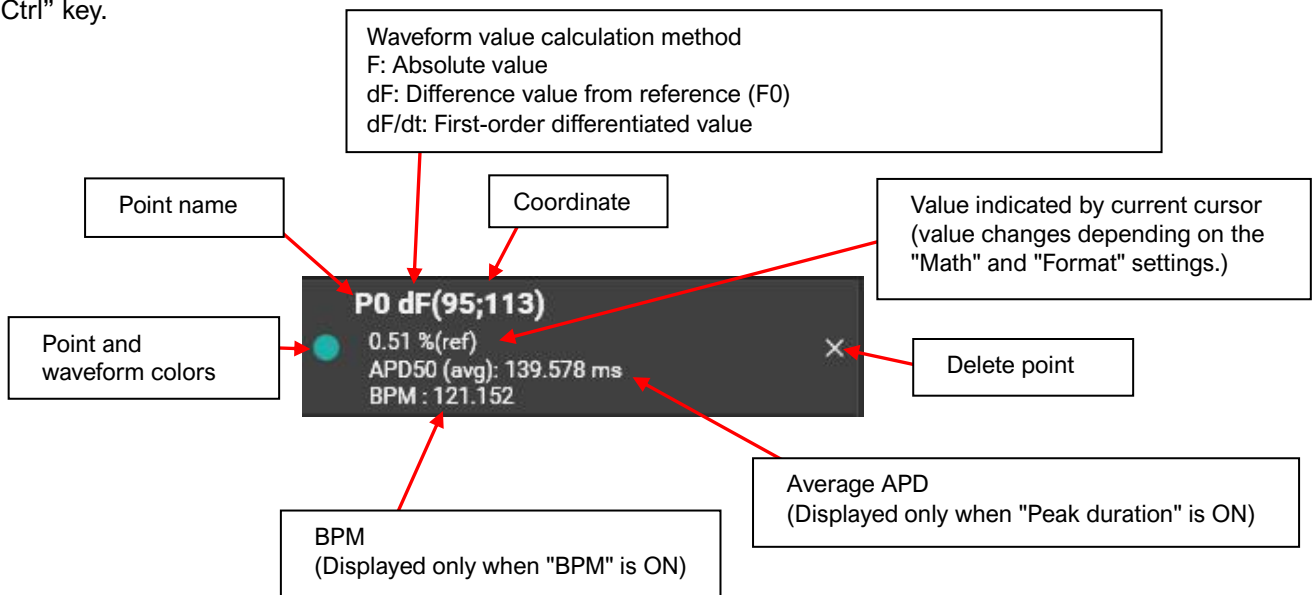 Ctrl” key.
Waveform value calculation method
F: Absolute value
dF: Difference value from reference (F0)
dF/dt: First-order differentiated value
Point name
Coordinate
Value indicated by current cursor
(value changes depending on the
"Math" and "Format" settings.)
P0 dF(95;113)
0.51 %(ref)
APD50 (avg): 139.578 ms
BPM : 121.152
Point and
waveform colors
Delete point
Average APD
(Displayed only when "Peak duration" is ON)
BPM
(Displayed only when "BPM" is ON)